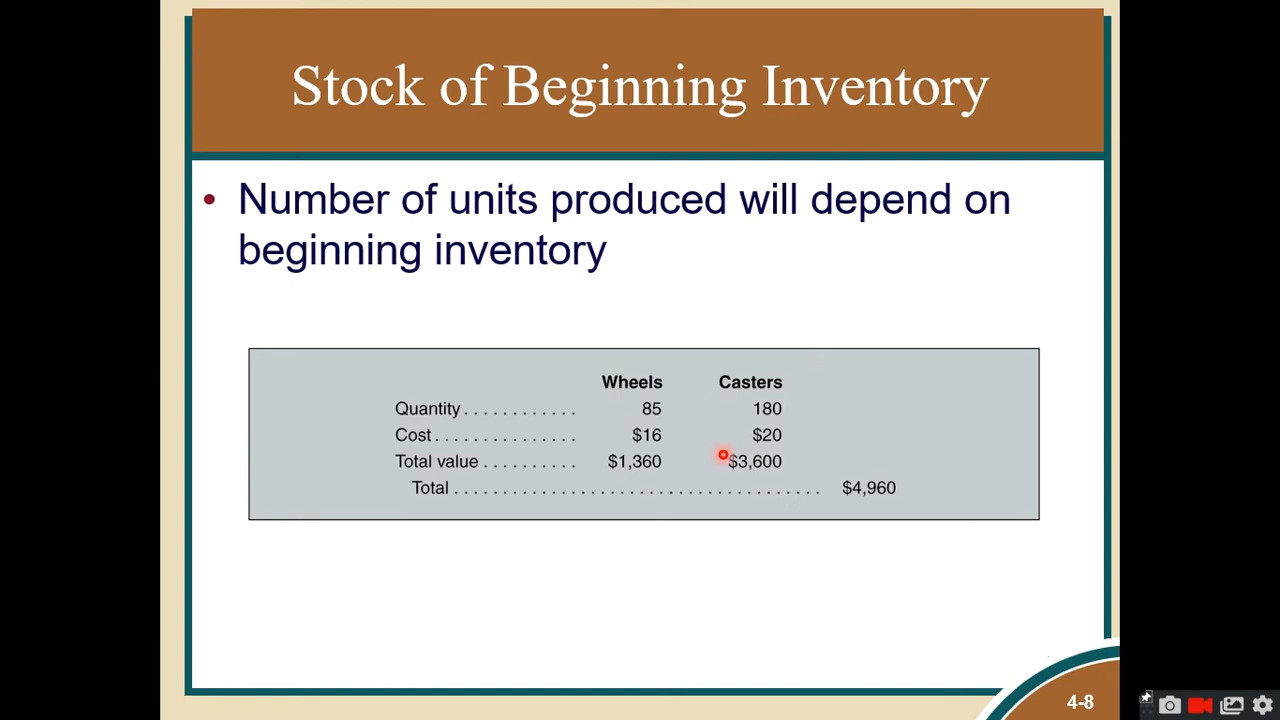 Stock of Beginning Inventory
• Number of units produced will depend on
beginning inventory
Wheels Casters
Quantity . . . . . . . . . . . . 85 180
Cost . . . . . . . . . . . . . . . $16 $20
Total value . . . . . . . . . . $1,360 $3,600
Total . . . . . . . . . . . . . . . . . . . . . . . . . . . . . . . . . . . . . . $4,960
4-8